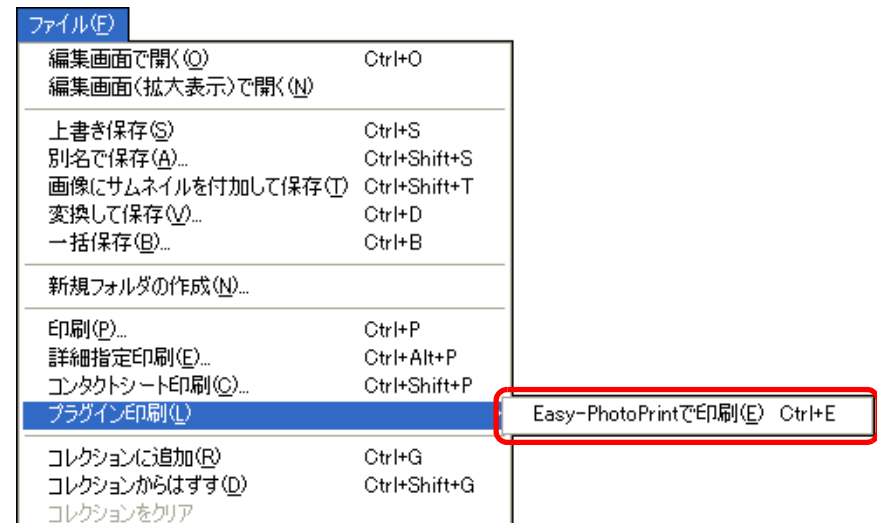 ファイル(F)
編集画面で開く(O) Ctrl+O
編集画面(拡大表示)で開く(N)
上書き保存(S) Ctrl+S
別名で保存(A)... Ctrl+Shift+S
画像にサムネイルを付加して保存(T) Ctrl+Shift+T
変換して保存(V)... Ctrl+D
一括保存(B)... Ctrl+B
新規フォルダの作成(N)...
印刷(P)... Ctrl+P
詳細指定印刷(E)... Ctrl+Alt+P
コンタクトシート印刷(C)... Ctrl+Shift+P
プラグイン印刷(L)
Easy-PhotoPrintで印刷(E) Ctrl+E
コレクションに追加(R) Ctrl+G
コレクションからはずす(D) Ctrl+Shift+G
コレクションをクリア